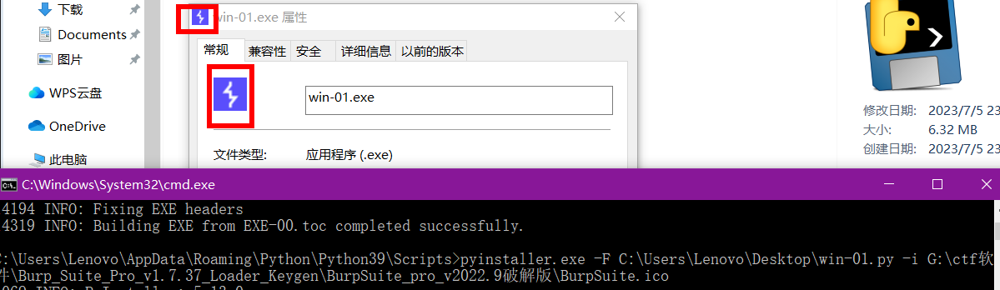 下载
Documents
图片
WPS云盘
OneDrive
此电脑
win-01.exe 属性
常规 兼容性 安全 详细信息 以前的版本
win-01.exe
文件类型: 应用程序 (.exe)
修改日期: 2023/7/5 23
大小: 6.32 MB
创建日期: 2023/7/5 23
C:\Windows\System32\cmd.exe
4194 INFO: Fixing EXE headers
4319 INFO: Building EXE from EXE-00.toc completed successfully.
C:\Users\Lenovo\AppData\Roaming\Python\Python39\Scripts>pyinstaller.exe -F C:\Users\Lenovo\Desktop\win-01.py -i G:\ctf软
件\Burp_Suite_Pro_v1.7.37_Loader_Keygen\BurpSuite_pro_v2022.9破解版\BurpSuite.ico